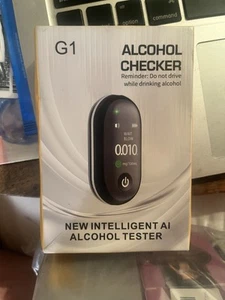 G1
ALCOHOL
CHECKER
Reminder: Do not drive
while drinking alcohol
0.010
NEW INTELLIGENT AI
ALCOHOL TESTER